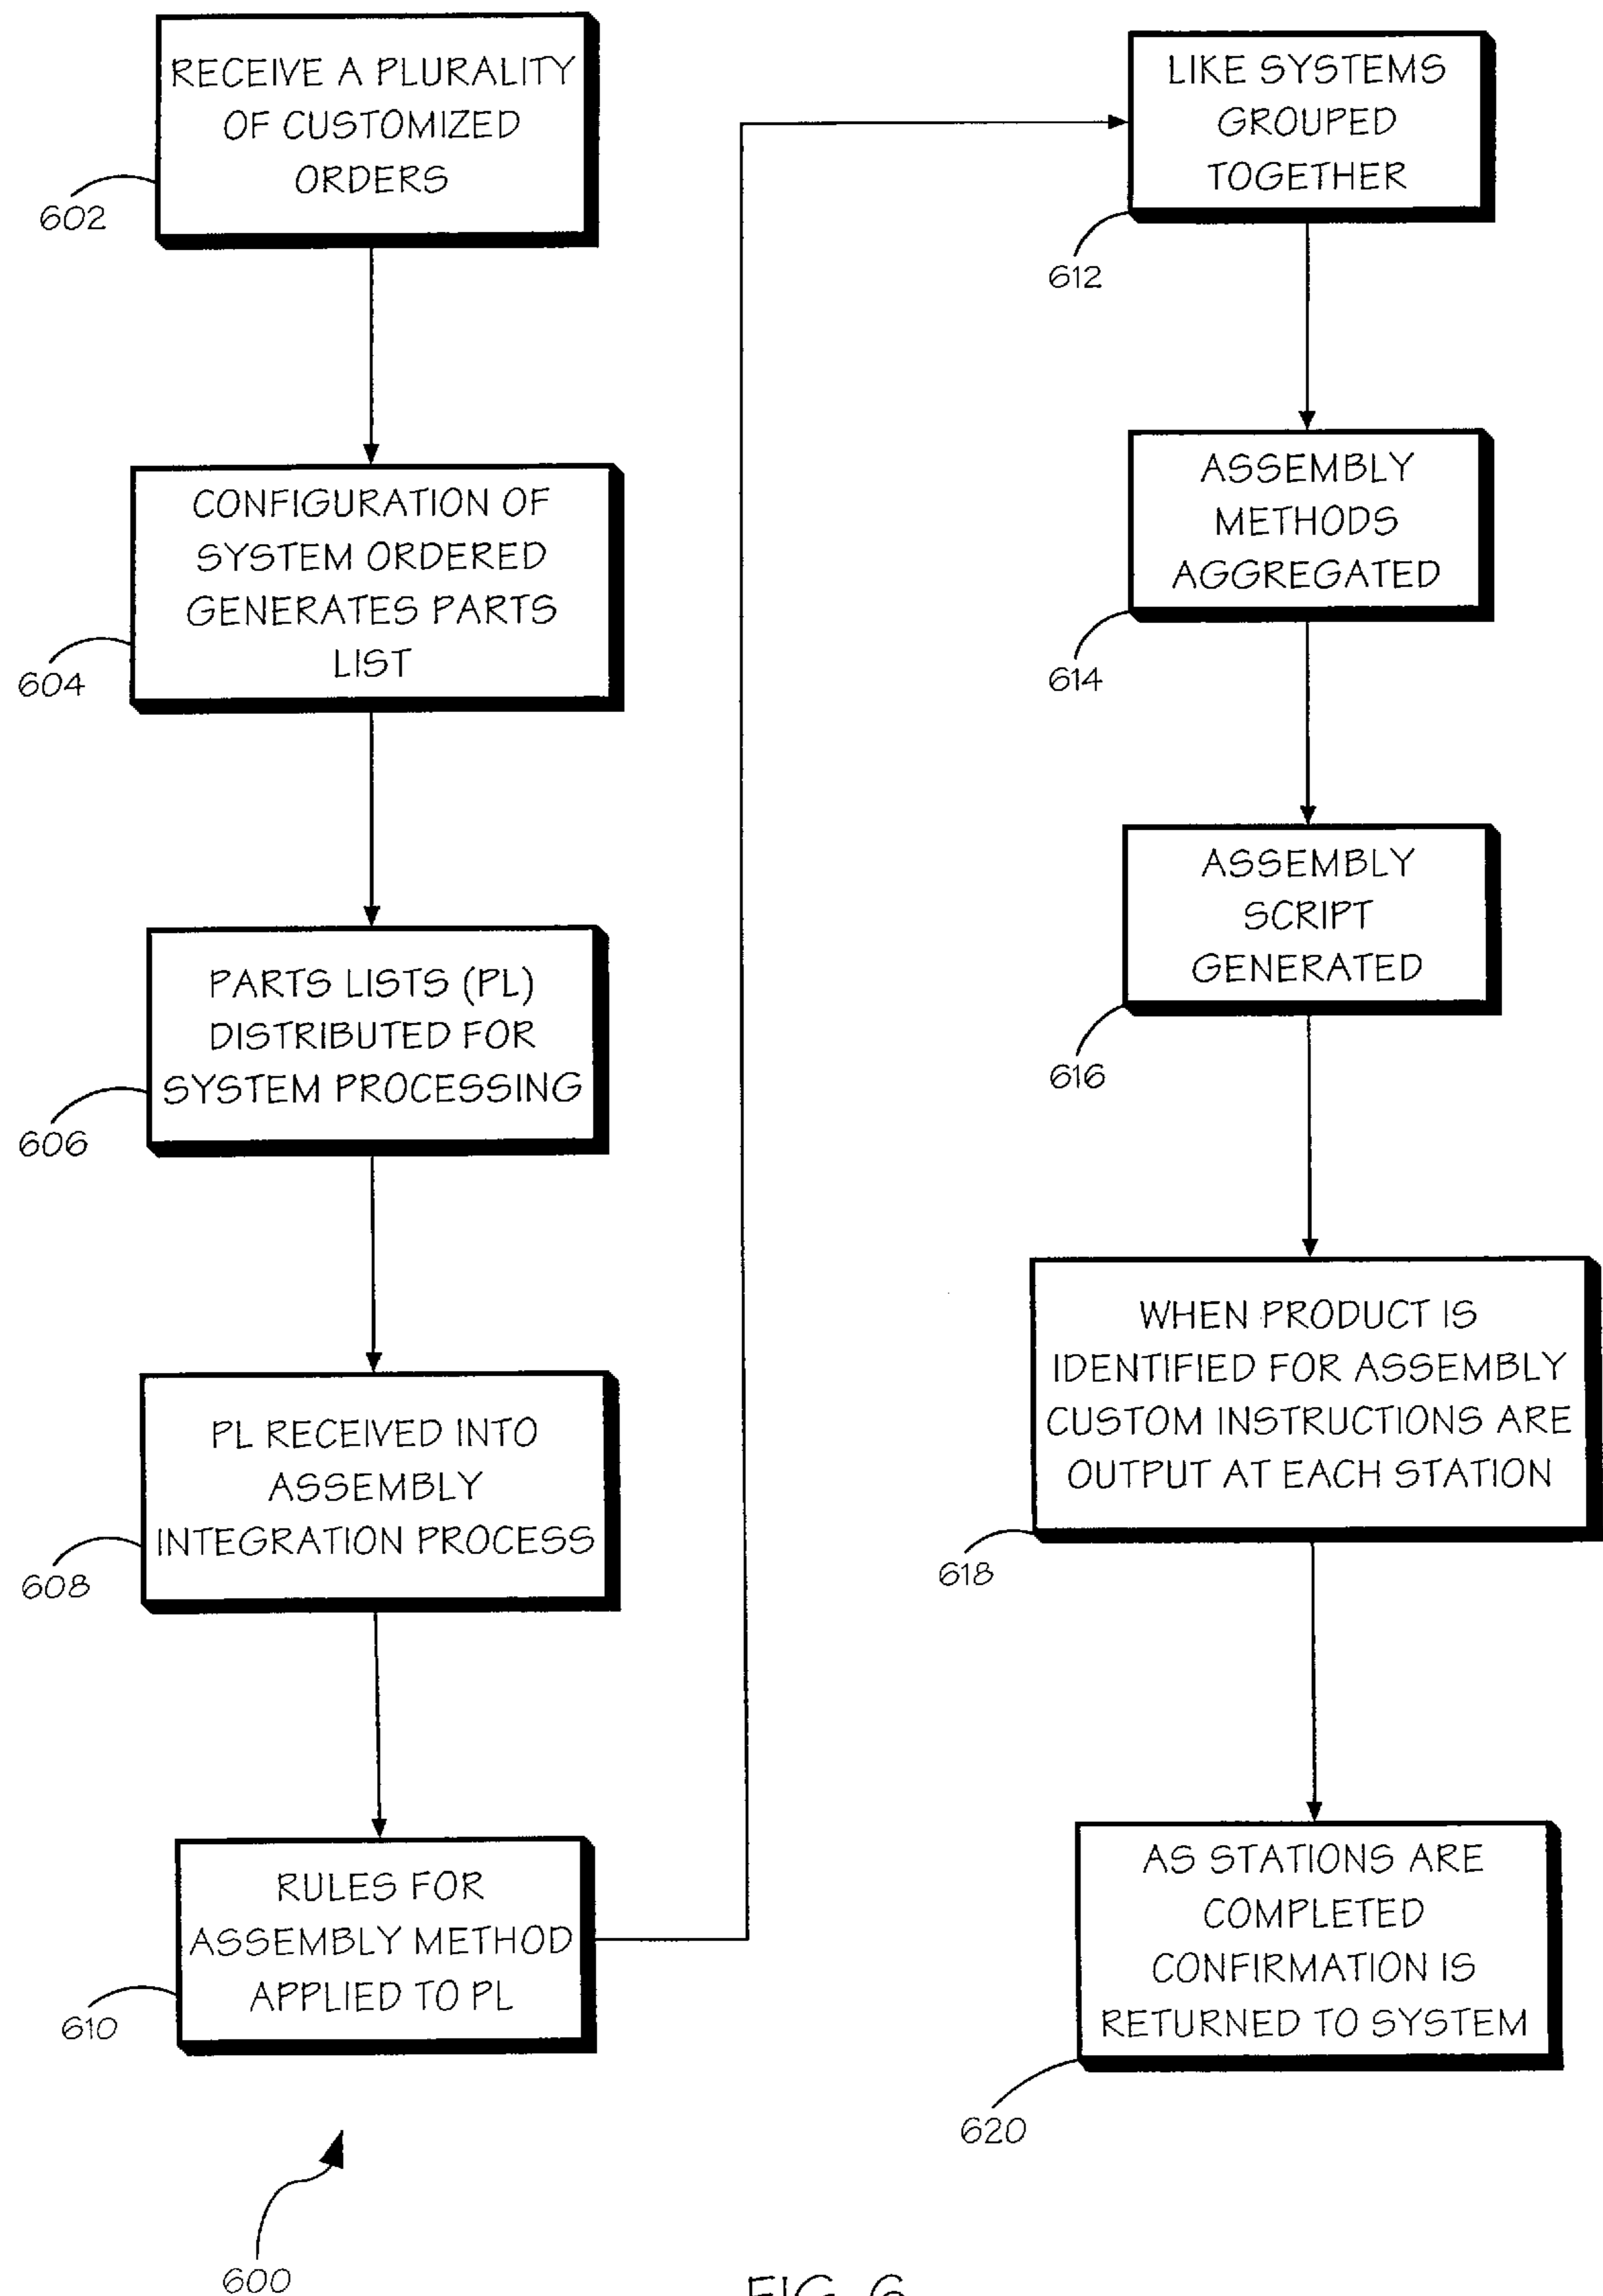 RECEIVE A PLURALITY
OF CUSTOMIZED
ORDERS
602
CONFIGURATION OF
SYSTEM ORDERED
GENERATES PARTS
LIST
604
PARTS LISTS (PL)
DISTRIBUTED FOR
SYSTEM PROCESSING
606
PL RECEIVED INTO
ASSEMBLY
INTEGRATION PROCESS
608
RULES FOR
ASSEMBLY METHOD
APPLIED TO PL
610
600
LIKE SYSTEMS
GROUPED
TOGETHER
612
ASSEMBLY
METHODS
AGGREGATED
614
ASSEMBLY
SCRIPT
GENERATED
616
WHEN PRODUCT IS
IDENTIFIED FOR ASSEMBLY
CUSTOM INSTRUCTIONS ARE
OUTPUT AT EACH STATION
618
AS STATIONS ARE
COMPLETED
CONFIRMATION IS
RETURNED TO SYSTEM
620
FIG. 6